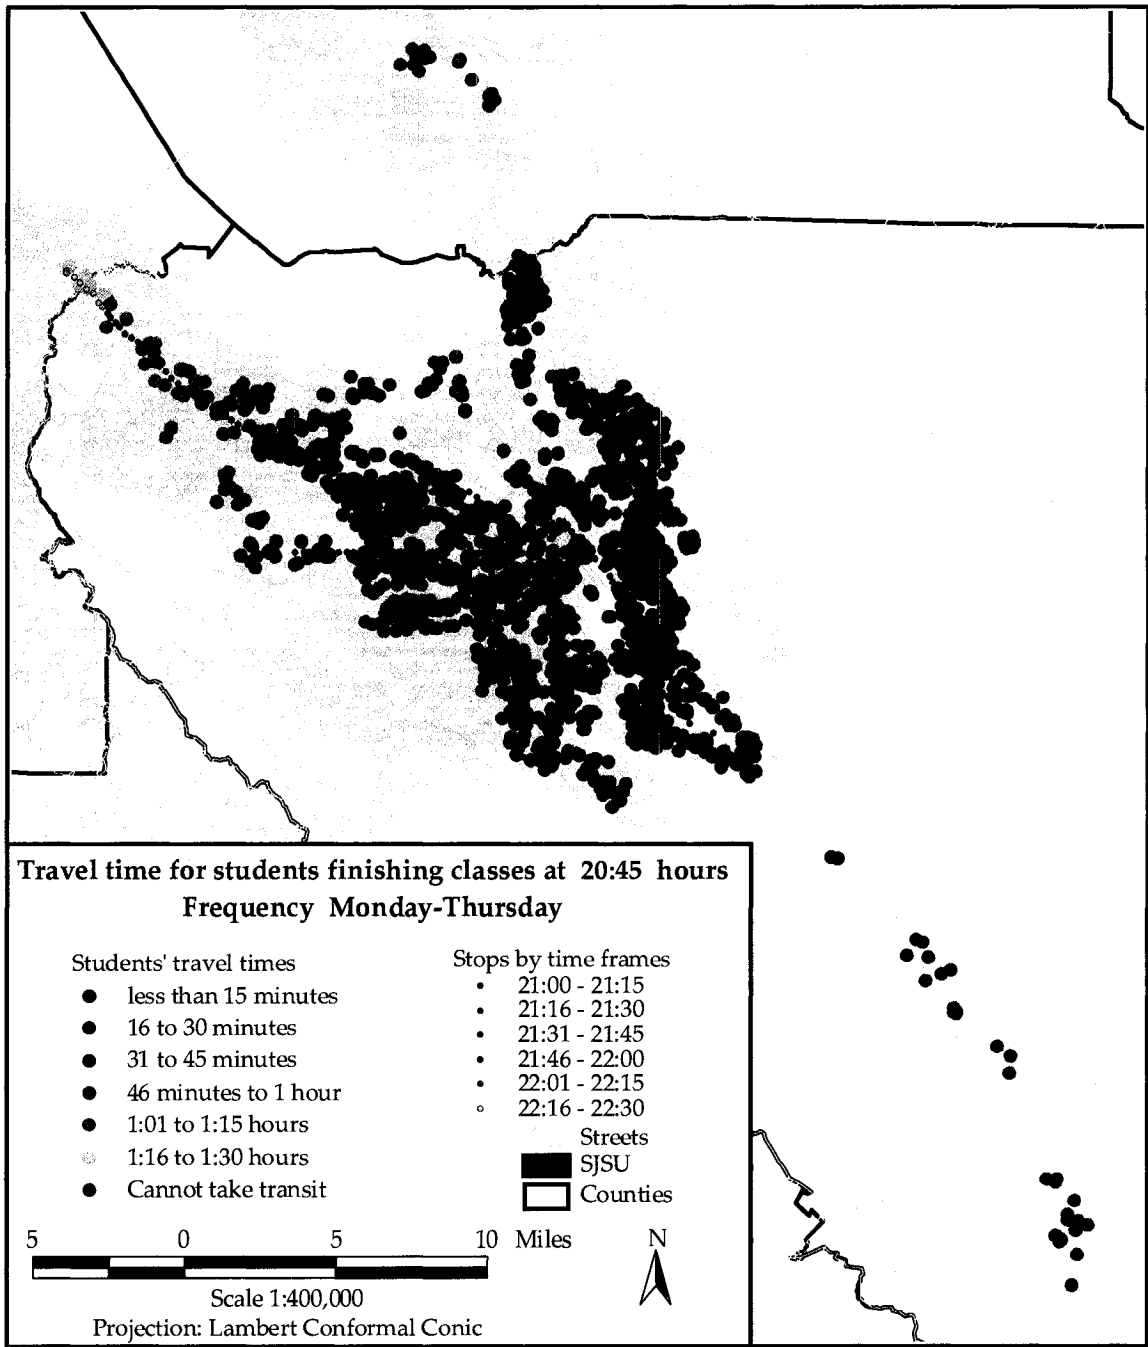 Travel time for students finishing classes at 20:45 hours
Frequency Monday-Thursday
Students' travel times
less than 15 minutes
16 to 30 minutes
31 to 45 minutes
46 minutes to 1 hour
1:01 to 1:15 hours
1:16 to 1:30 hours
Cannot take transit
Stops by time frames
21:00 - 21:15
21:16 - 21:30
21:31 - 21:45
21:46 - 22:00
22:01 - 22:15
22:16 - 22:30
Streets
SJSU
Counties
5 0 5 10 Miles
N
Scale 1:400,000
Projection: Lambert Conformal Conic